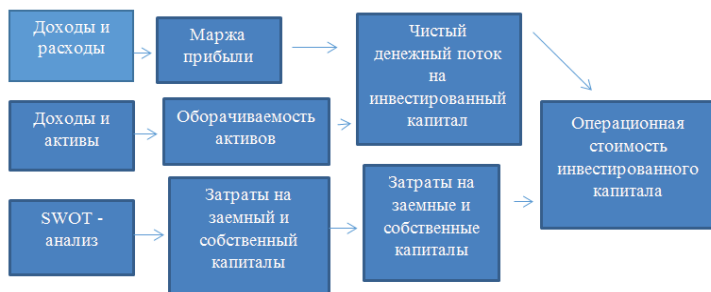 Доходы и
расходы
Маржа
прибыли
Чистый
денежный поток
на
инвестированный
капитал
Доходы и
активы
Оборачиваемость
активов
Операционная
стоимость
инвестированного
капитала
SWOT -
анализ
Затраты на
заемный и
собственный
капиталы
Затраты на
заемные и
собственные
капиталы